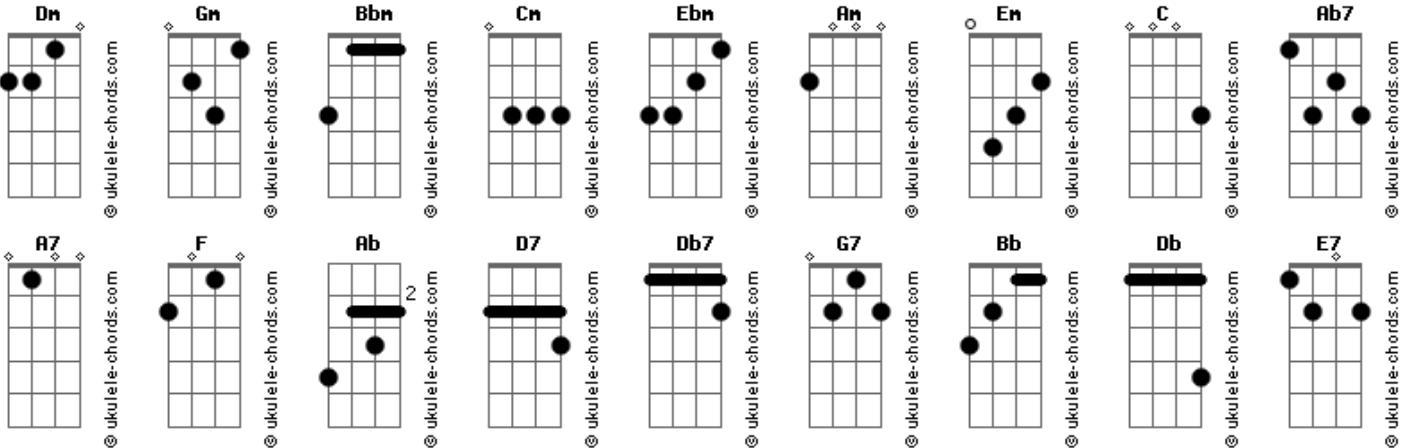 Dm Gm Bbm Cm Ebm Am Em C Ab7
© ukulele-chords.com © ukulele-chords.com © ukulele-chords.com © ukulele-chords.com © ukulele-chords.com © ukulele-chords.com © ukulele-chords.com © ukulele-chords.com © ukulele-chords.com
A7 F Ab D7 Db7 G7 Bb Db E7
2
© ukulele-chords.com © ukulele-chords.com © ukulele-chords.com © ukulele-chords.com © ukulele-chords.com © ukulele-chords.com © ukulele-chords.com © ukulele-chords.com © ukulele-chords.com